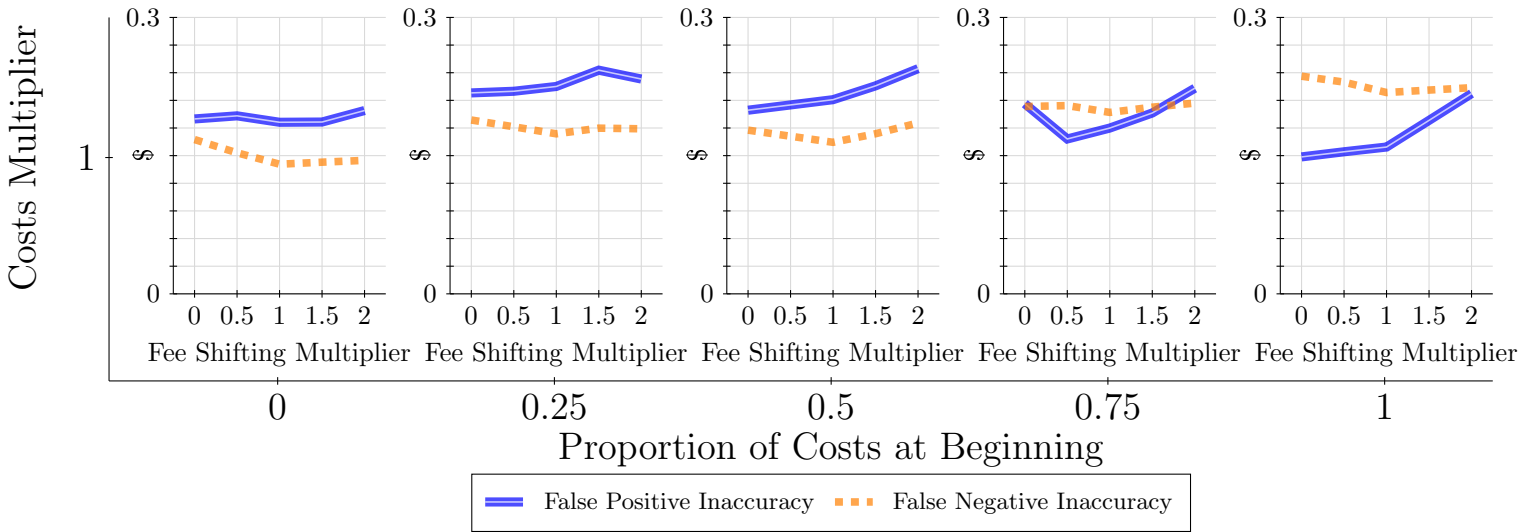 Costs Multiplier
1
0.3 0.3 0.3 0.3 0.3
$ $ $ $ $
0 0 0 0 0
0 0.5 1 1.5 2 0 0.5 1 1.5 2 0 0.5 1 1.5 2 0 0.5 1 1.5 2 0 0.5 1 1.5 2
Fee Shifting Multiplier Fee Shifting Multiplier Fee Shifting Multiplier Fee Shifting Multiplier Fee Shifting Multiplier
0 0.25 0.5 0.75 1
Proportion of Costs at Beginning
False Positive Inaccuracy False Negative Inaccuracy